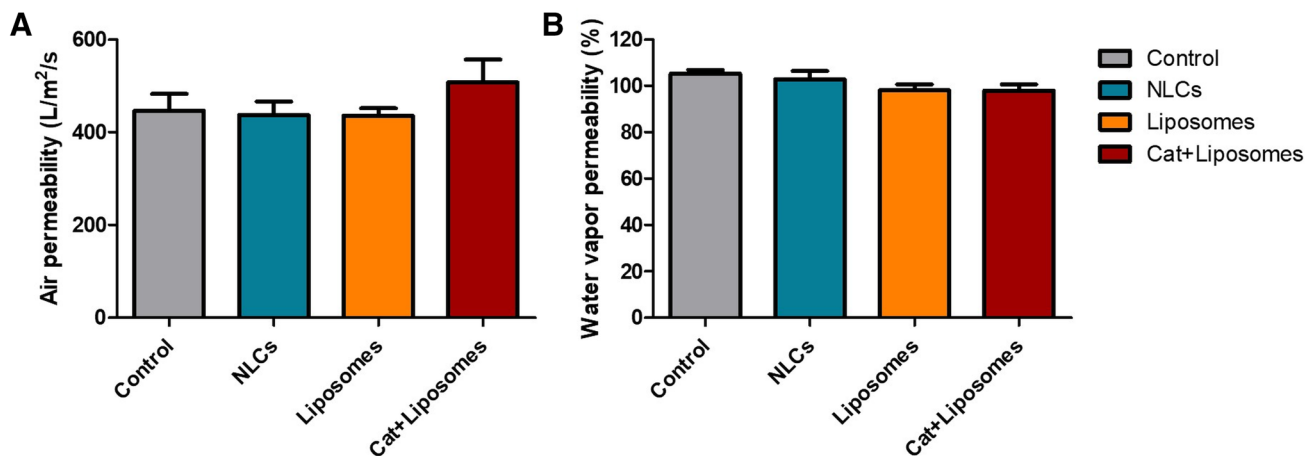 A
Air permeability (L/m²/s
600
400
200
0
Control
NLCs
Liposomes
Cat+Liposomes
B
Water vapor permeability (%)
120
100
80
60
40
20
0
Control
NLCs
Liposomes
Cat+Liposomes
Control
NLCs
Liposomes
Cat+Liposomes